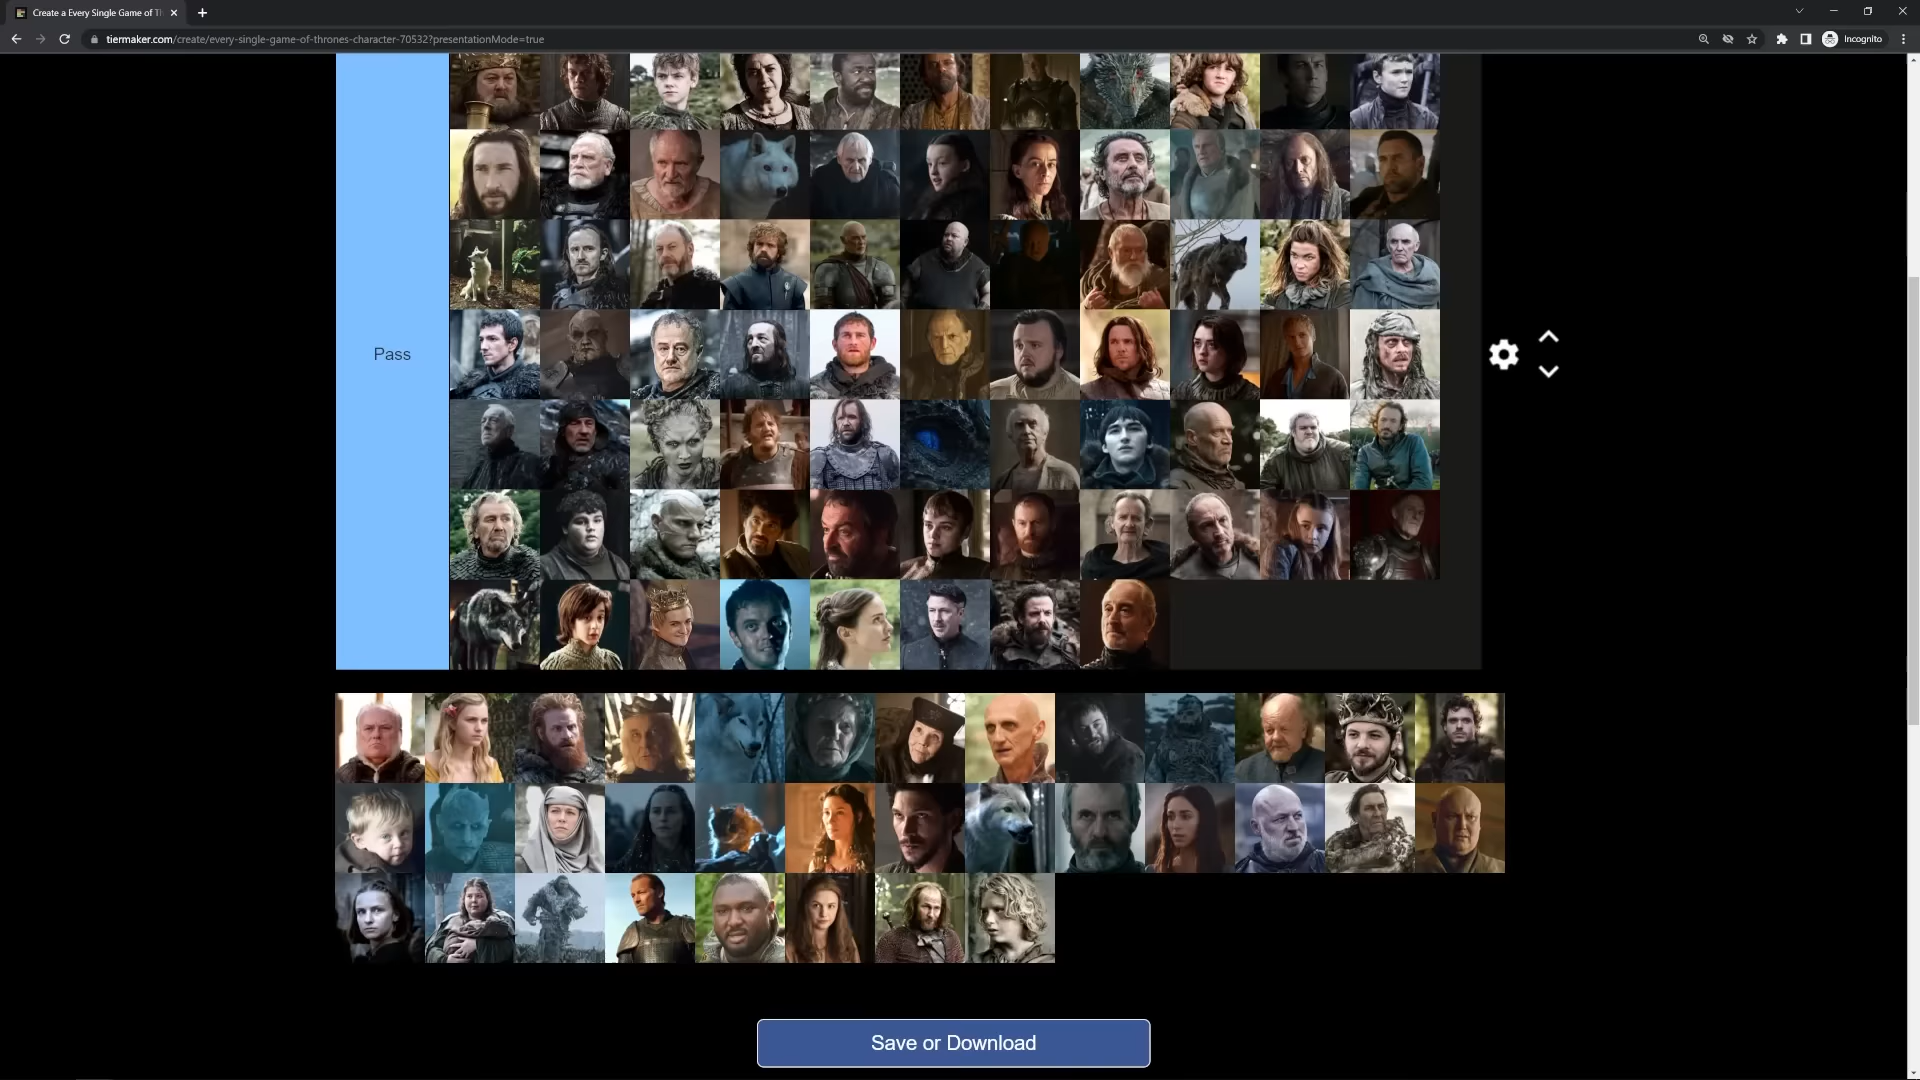 Create a Every Single Game of Th
tiermaker.com/create/every-single-game-of-thrones-character-70532?presentationMode=true
Incognito
Pass
Save or Download